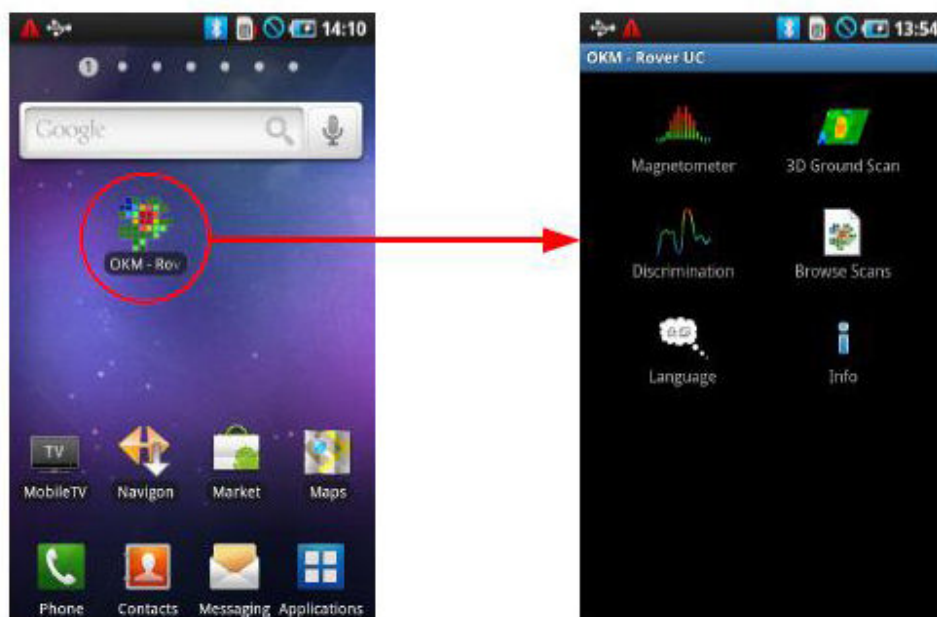 14:10
1
Google
OKM - Rov
TV
MobileTV
Navigon
Market
Maps
Phone
Contacts
Messaging
Applications
13:54
OKM - Rover UC
Magnetometer
3D Ground Scan
Discrimination
Browse Scans
Language
Info